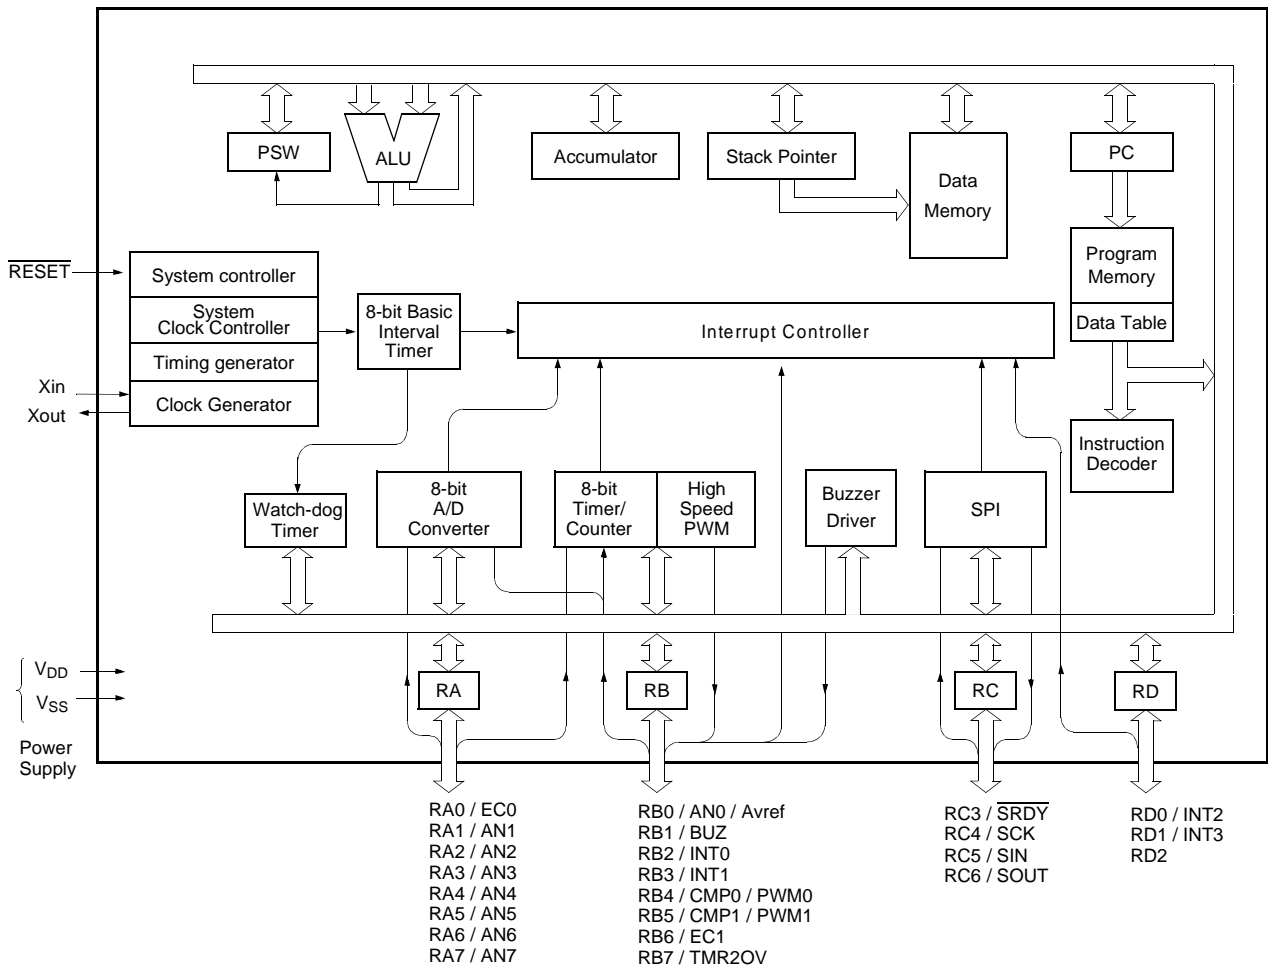 PSW
ALU
Accumulator
Stack Pointer
Data
Memory
PC
Program
Memory
Data Table
Instruction
Decoder
RESET
System controller
System
Clock Controller
Timing generator
Clock Generator
Xin
Xout
8-bit Basic
Interval
Timer
Interrupt Controller
Watch-dog
Timer
8-bit
A/D
Converter
8-bit
Timer/
Counter
High
Speed
PWM
Buzzer
Driver
SPI
VDD
VSS
Power
Supply
RA
RB
RC
RD
RA0 / EC0
RA1 / AN1
RA2 / AN2
RA3 / AN3
RA4 / AN4
RA5 / AN5
RA6 / AN6
RA7 / AN7
RB0 / AN0 / Avref
RB1 / BUZ
RB2 / INT0
RB3 / INT1
RB4 / CMP0 / PWM0
RB5 / CMP1 / PWM1
RB6 / EC1
RB7 / TMR2OV
RC3 / SRDY
RC4 / SCK
RC5 / SIN
RC6 / SOUT
RD0 / INT2
RD1 / INT3
RD2